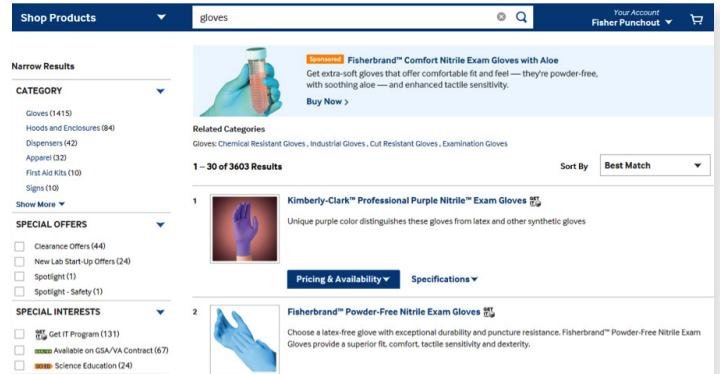 Shop Products
gloves
Your Account
Fisher Punchout
Narrow Results
CATEGORY
Gloves (1415)
Hoods and Enclosures (84)
Dispensers (42)
Apparel (32)
First Aid Kits (10)
Signs (10)
Show More
SPECIAL OFFERS
Clearance Offers (44)
New Lab Start-Up Offers (24)
Spotlight (1)
Spotlight - Safety (1)
SPECIAL INTERESTS
Get IT Program (131)
Available on GSA/VA Contract (67)
Science Education (24)
Sponsored Fisherbrand™ Comfort Nitrile Exam Gloves with Aloe
Get extra-soft gloves that offer comfortable fit and feel — they're powder-free,
with soothing aloe — and enhanced tactile sensitivity.
Buy Now >
Related Categories
Gloves: Chemical Resistant Gloves , Industrial Gloves , Cut Resistant Gloves , Examination Gloves
1 – 30 of 3603 Results
Sort By Best Match
1 Kimberly-Clark™ Professional Purple Nitrile™ Exam Gloves
Unique purple color distinguishes these gloves from latex and other synthetic gloves
Pricing & Availability Specifications
2 Fisherbrand™ Powder-Free Nitrile Exam Gloves
Choose a latex-free glove with exceptional durability and puncture resistance. Fisherbrand™ Powder-Free Nitrile Exam
Gloves provide a superior fit, comfort, tactile sensitivity and dexterity.